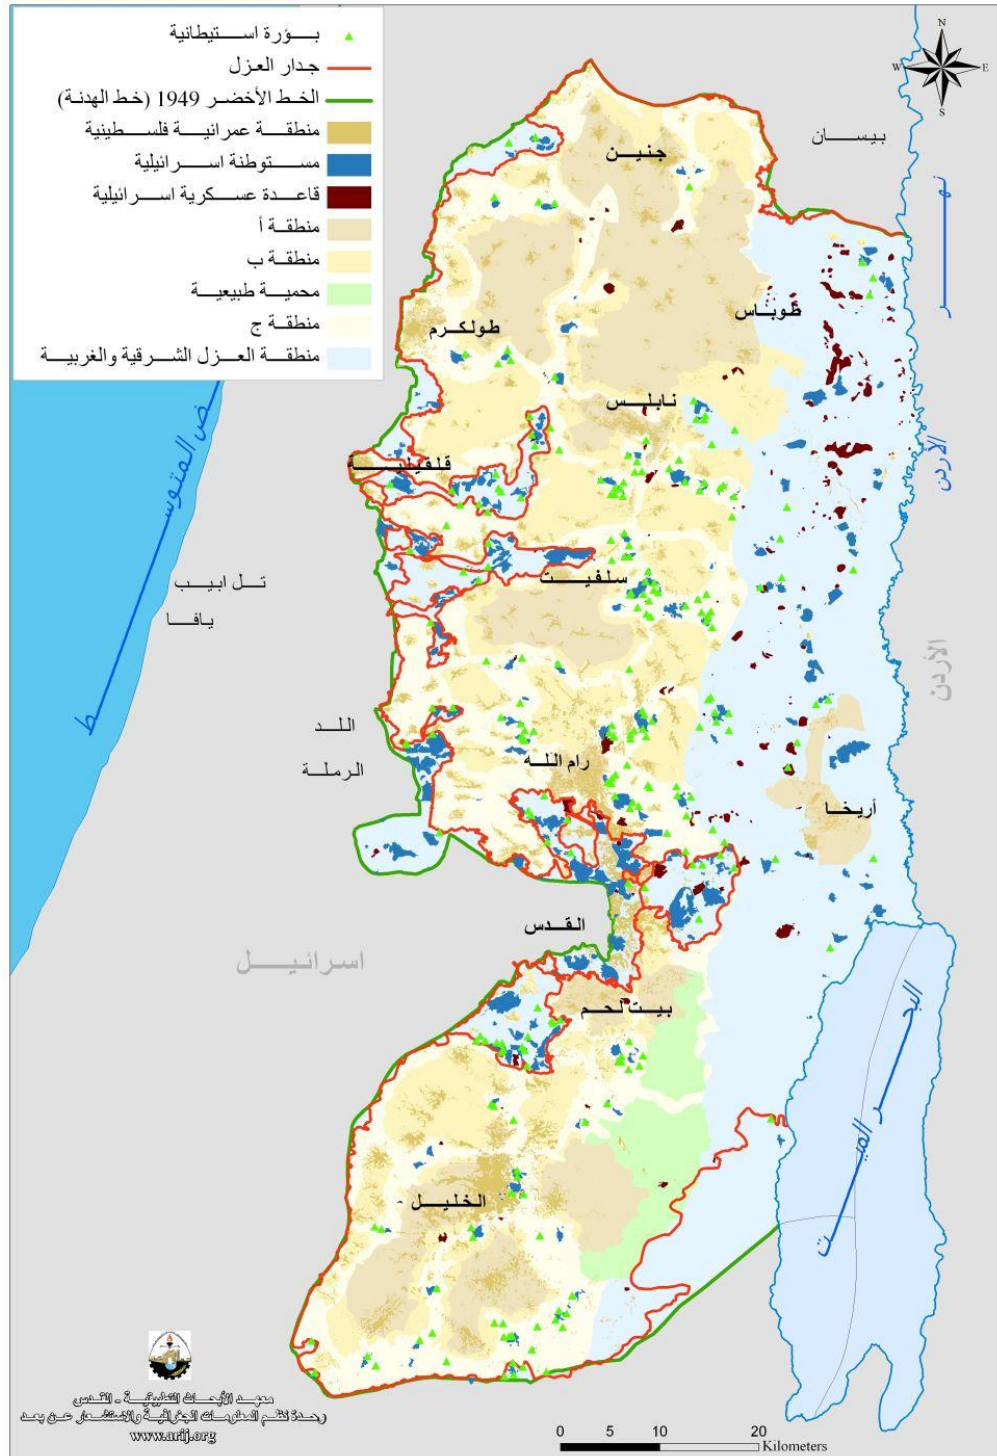 بؤرة استيطانية
جدار العزل
الخط الأخضر 1949 (خط الهدنة)
منطقة عمرانية فلسطينية
مستوطنة اسرائيلية
قاعدة عسكرية اسرائيلية
منطقة أ
منطقة ب
محمية طبيعية
منطقة ج
منطقة العزل الشرقية والغربية
N
W E
S
بيسان
جنين
نهر
طوباس
طولكرم
نابلس
الأردن
قلقيلية
ض المتوسط
سلفيت
تل ابيب
يافا
الأردن
اللد
الرملة
رام الله
أريحا
القدس
اسرائيل
بيت لحم
البحر الميت
الخليل
معهد الأبحاث التطبيقية - القدس
وحدة نظم المعلومات الجغرافية والاستشعار عن بعد
www.arij.org
0 5 10 20
Kilometers